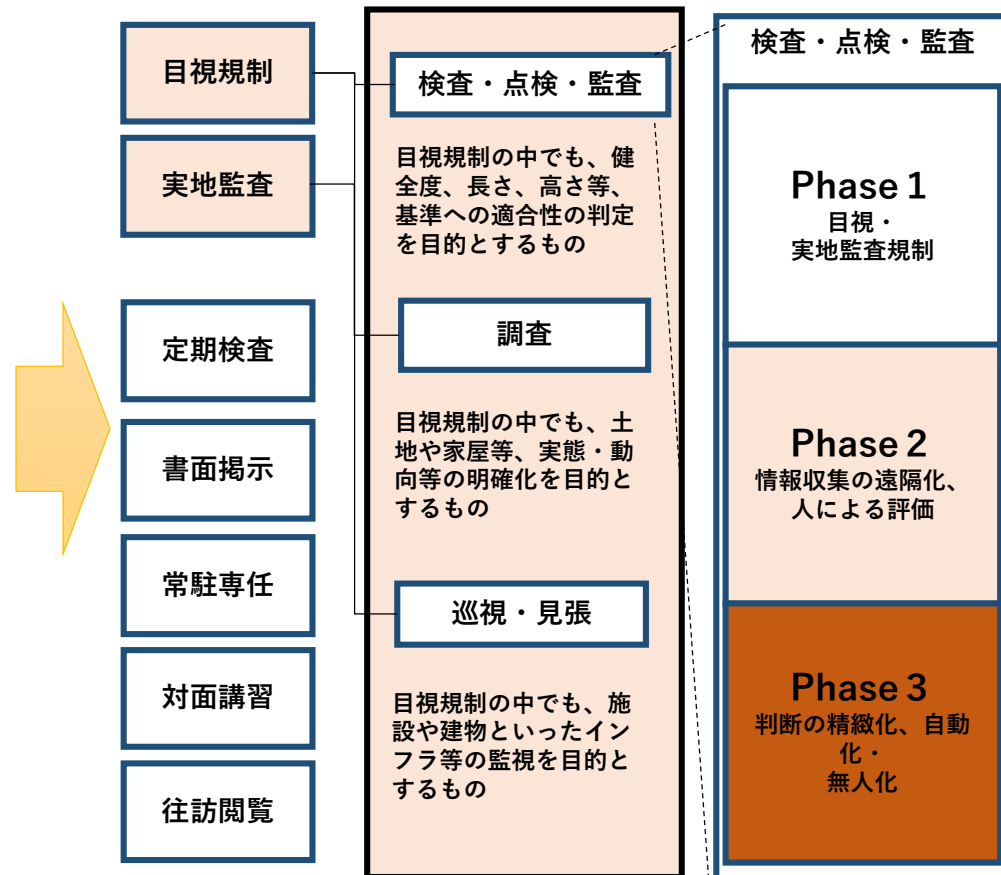 目視規制
実地監査
定期検査
書面掲示
常駐専任
対面講習
往訪閲覧
検査・点検・監査
目視規制の中でも、健
全度、長さ、高さ等、
基準への適合性の判定
を目的とするもの
調査
目視規制の中でも、土
地や家屋等、実態・動
向等の明確化を目的と
するもの
巡視・見張
目視規制の中でも、施
設や建物といったイン
フラ等の監視を目的と
するもの
検査・点検・監査
Phase 1
目視・
実地監査規制
Phase 2
情報収集の遠隔化、
人による評価
Phase 3
判断の精緻化、自動
化・
無人化